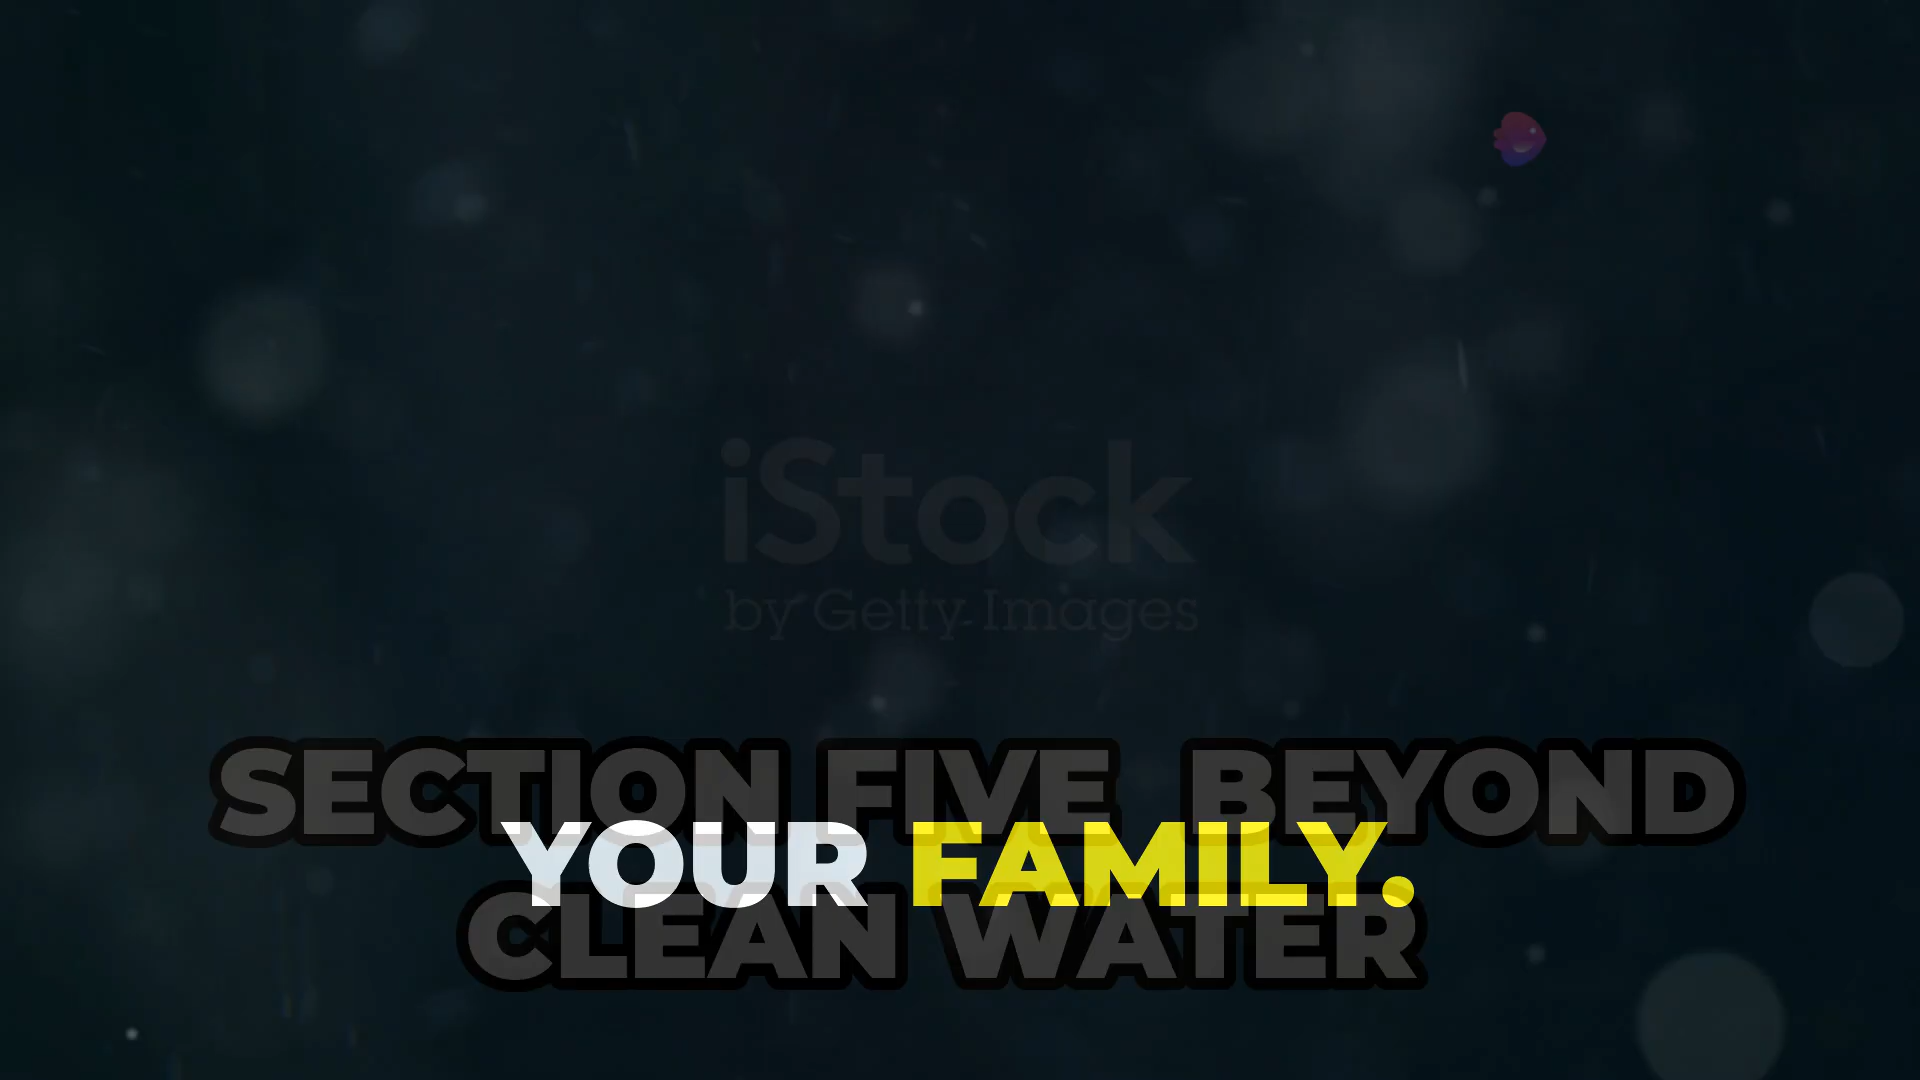 iStock
by Getty Images
SECTION FIVE BEYOND
YOUR FAMILY.
CLEAN WATER